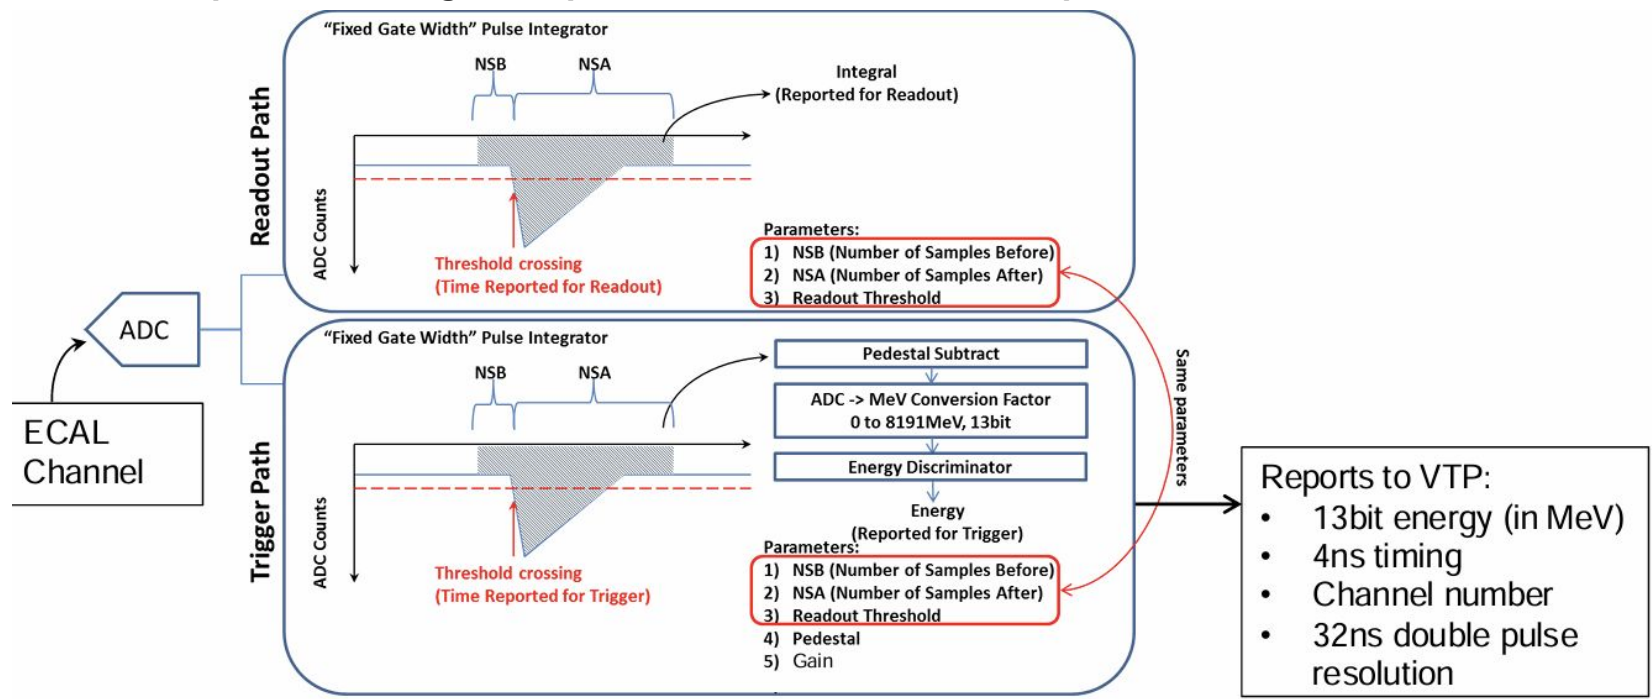 "Fixed Gate Width" Pulse Integrator
NSB
NSA
Integral
(Reported for Readout)
Readout Path
ADC Counts
Threshold crossing
(Time Reported for Readout)
Parameters:
1) NSB (Number of Samples Before)
2) NSA (Number of Samples After)
3) Readout Threshold
ADC
ECAL
Channel
"Fixed Gate Width" Pulse Integrator
NSB
NSA
Pedestal Subtract
ADC -> MeV Conversion Factor
0 to 8191MeV, 13bit
Energy Discriminator
Energy
(Reported for Trigger)
Trigger Path
ADC Counts
Threshold crossing
(Time Reported for Trigger)
Parameters:
1) NSB (Number of Samples Before)
2) NSA (Number of Samples After)
3) Readout Threshold
4) Pedestal
5) Gain
Same parameters
Reports to VTP:
• 13bit energy (in MeV)
• 4ns timing
• Channel number
• 32ns double pulse
resolution